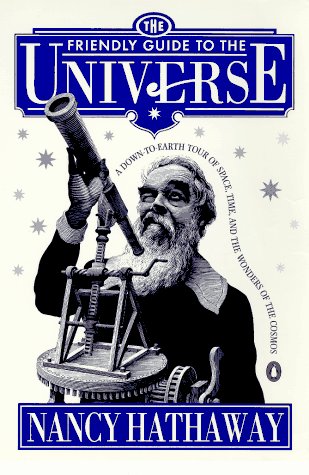 THE
FRIENDLY GUIDE TO THE
UNIVERSE
A DOWN-TO-EARTH TOUR OF SPACE, TIME, AND THE WONDERS OF THE COSMOS
NANCY HATHAWAY